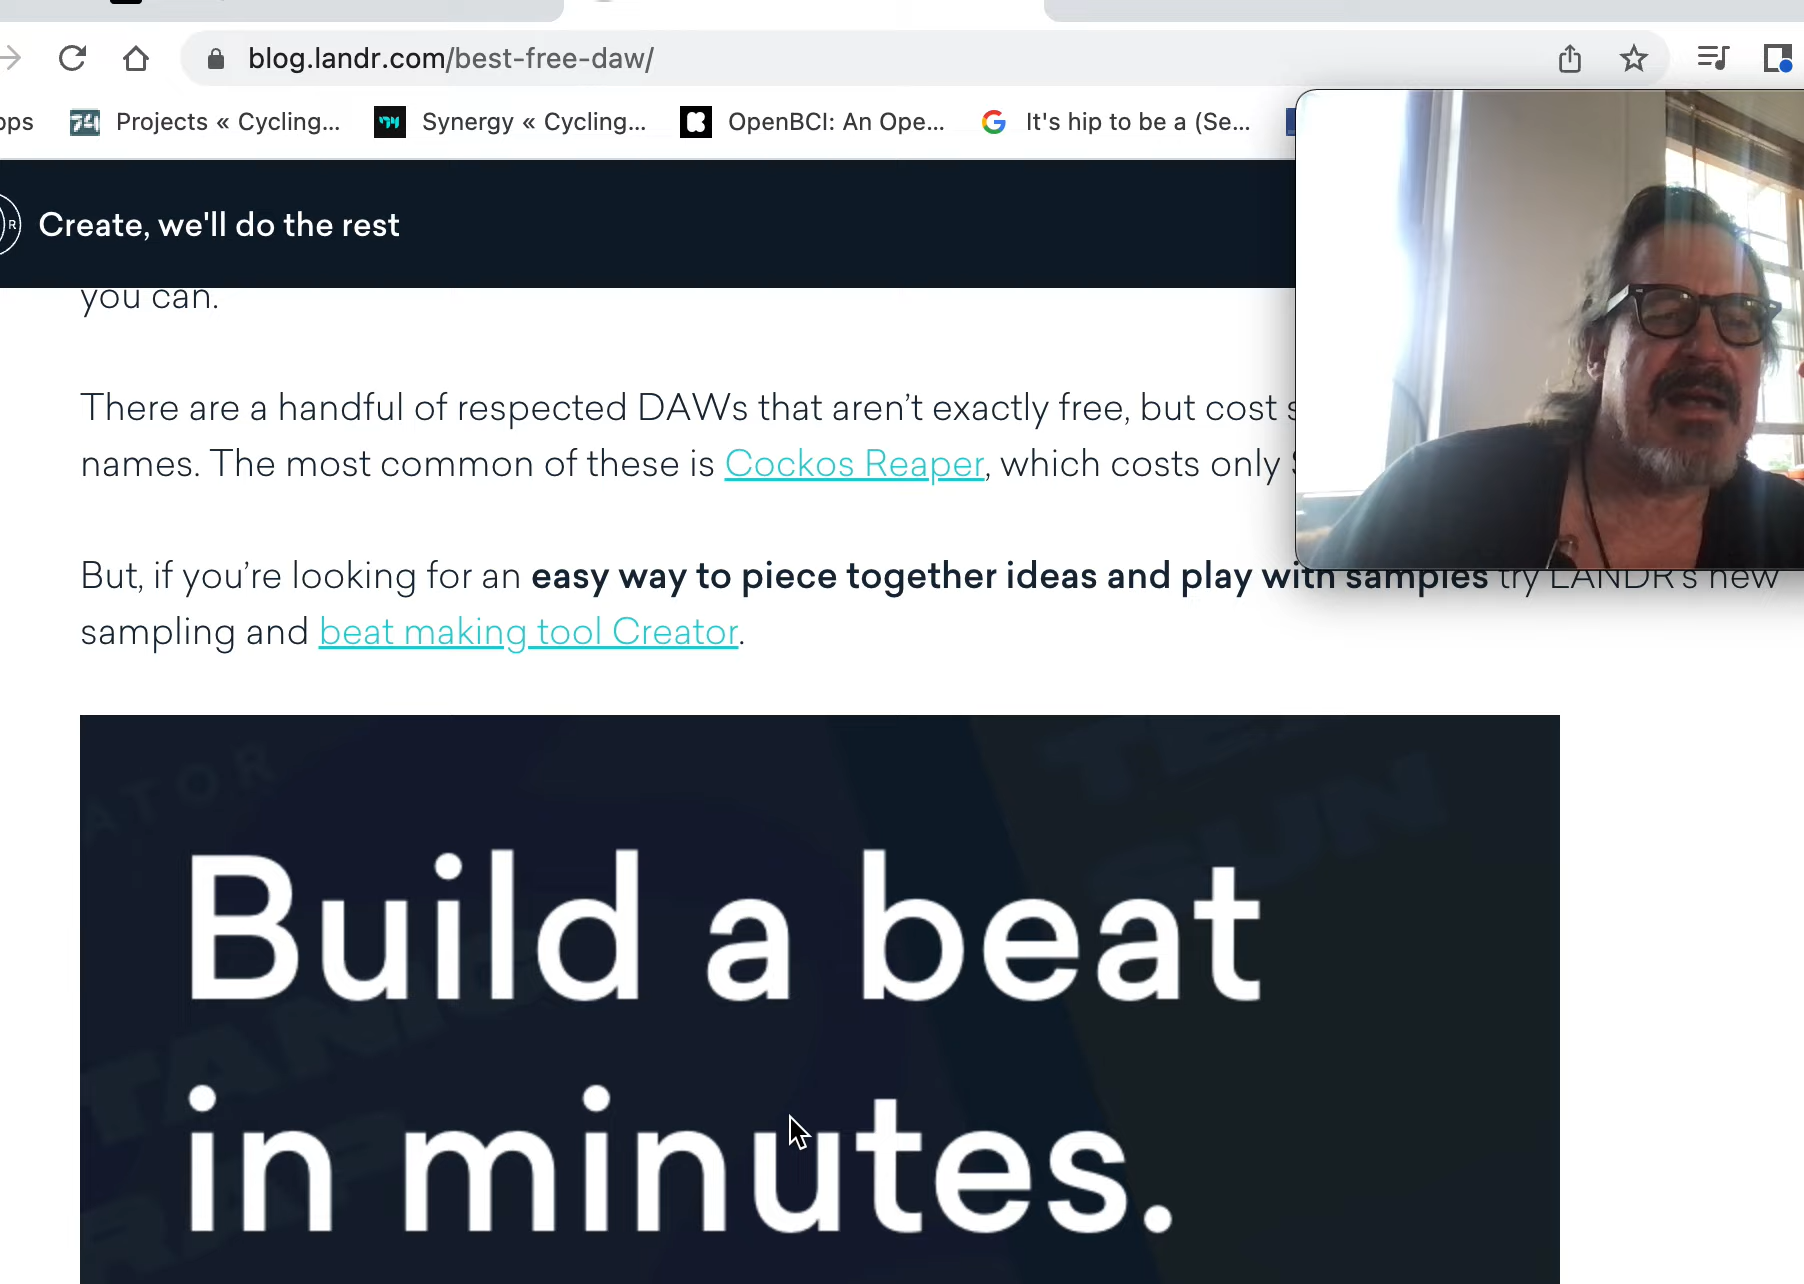 blog.landr.com/best-free-daw/
Projects « Cycling... Synergy « Cycling... OpenBCI: An Ope... It's hip to be a (Se...
R Create, we'll do the rest
you can.
There are a handful of respected DAWs that aren’t exactly free, but cost
names. The most common of these is Cockos Reaper, which costs only
But, if you’re looking for an easy way to piece together ideas and play with samples try LANDR’s new
sampling and beat making tool Creator.
Build a beat
in minutes.